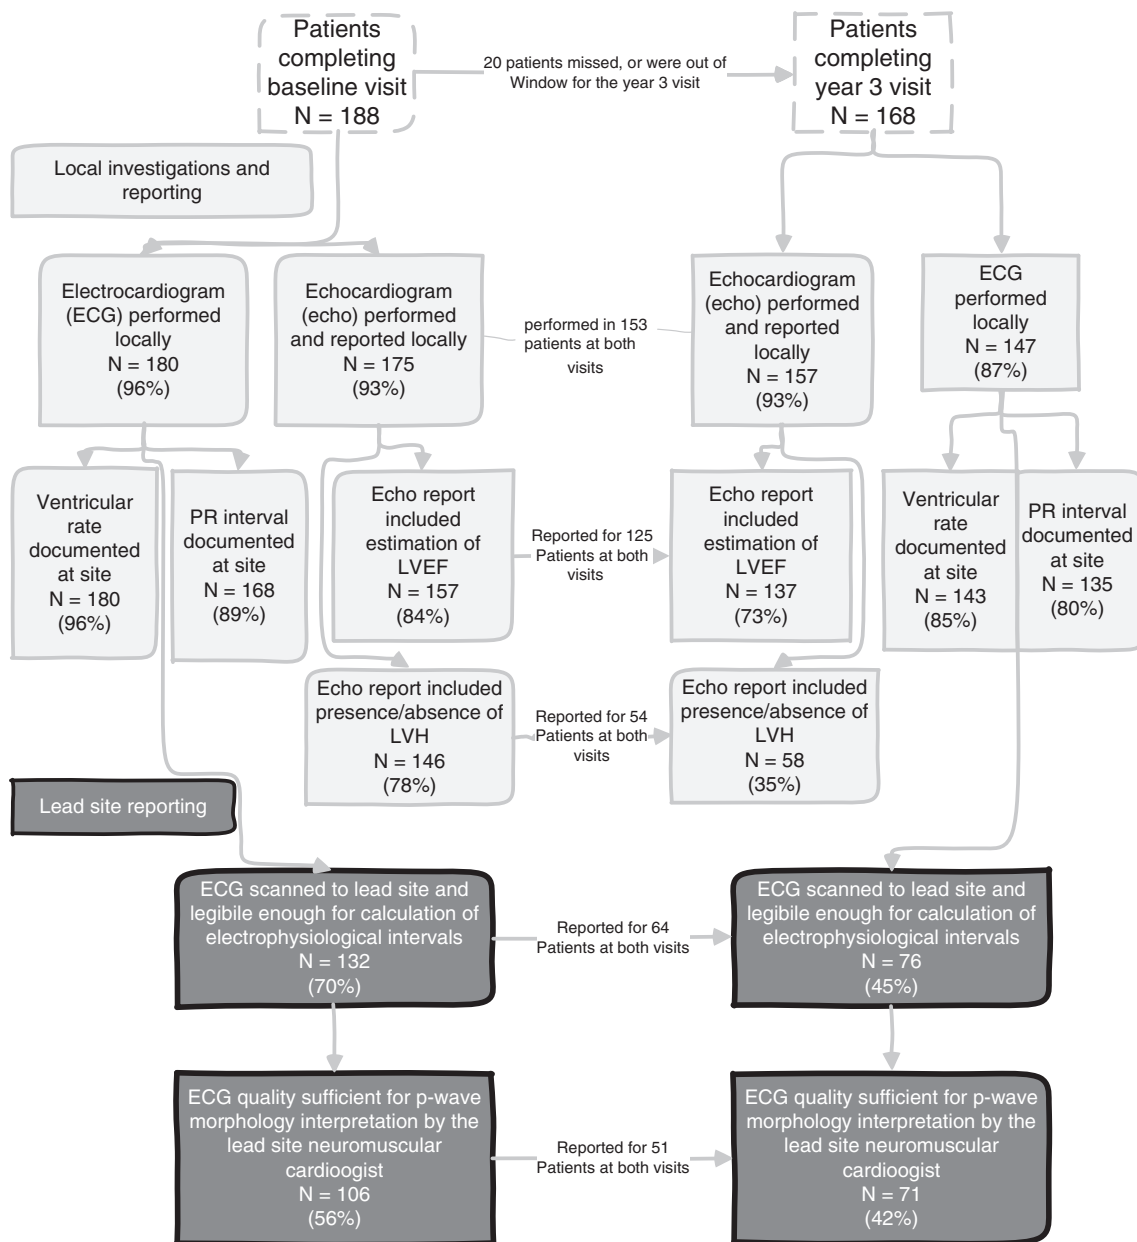 Patients
completing
baseline visit
N = 188
20 patients missed, or were out of
Window for the year 3 visit
Patients
completing
year 3 visit
N = 168
Local investigations and
reporting
Electrocardiogram
(ECG) performed
locally
N = 180
(96%)
Echocardiogram
(echo) performed
and reported locally
N = 175
(93%)
performed in 153
patients at both
visits
Echocardiogram
(echo) performed
and reported
locally
N = 157
(93%)
ECG
performed
locally
N = 147
(87%)
Ventricular
rate
documented
at site
N = 180
(96%)
PR interval
documented
at site
N = 168
(89%)
Echo report
included
estimation of
LVEF
N = 157
(84%)
Reported for 125
Patients at both
visits
Echo report
included
estimation of
LVEF
N = 137
(73%)
Ventricular
rate
documented
at site
N = 143
(85%)
PR interval
documented
at site
N = 135
(80%)
Echo report included
presence/absence of
LVH
N = 146
(78%)
Reported for 54
Patients at both
visits
Echo report included
presence/absence of
LVH
N = 58
(35%)
Lead site reporting
ECG scanned to lead site and
legibile enough for calculation of
electrophysiological intervals
N = 132
(70%)
Reported for 64
Patients at both visits
ECG scanned to lead site and
legibile enough for calculation of
electrophysiological intervals
N = 76
(45%)
ECG quality sufficient for p-wave
morphology interpretation by the
lead site neuromuscular
cardioogist
N = 106
(56%)
Reported for 51
Patients at both visits
ECG quality sufficient for p-wave
morphology interpretation by the
lead site neuromuscular
cardioogist
N = 71
(42%)